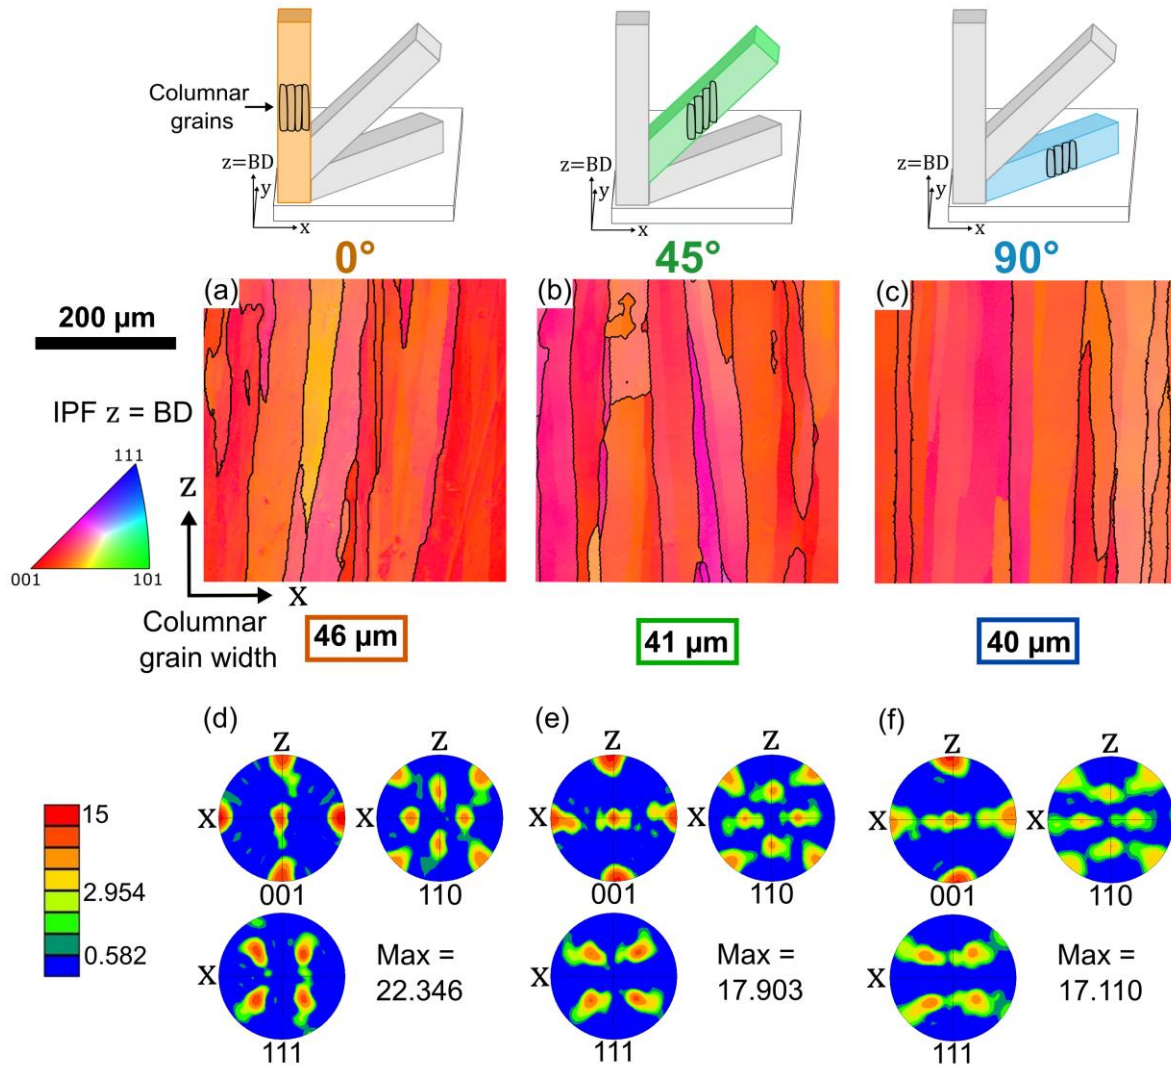 Columnar
grains
z=BD
y
x
z=BD
y
x
z=BD
y
x
0°
45°
90°
(a)
(b)
(c)
200 μm
IPF z = BD
111
001
101
z
x
Columnar
grain width
46 μm
41 μm
40 μm
(d)
(e)
(f)
z
z
z
z
z
z
x
x
x
x
x
x
001
110
001
110
001
110
15
2.954
0.582
x
x
x
Max =
22.346
Max =
17.903
Max =
17.110
111
111
111